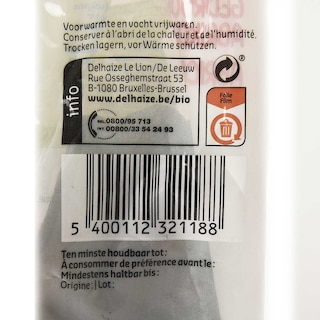 Voor warmte en vocht vrijwaren.
Conserver à l'abri de la chaleur et de l'humidité.
Trocken lagern, vor Wärme schützen.
info
Delhaize Le Lion/De Leeuw
Rue Osseghemstraat 53
B-1080 Bruxelles-Brussel
www.delhaize.be/bio
NL 0800/95 713
INT 00800/33 54 24 93
Folie
Film
5 400112 321188
Ten minste houdbaar tot :
À consommer de préférence avant le :
Mindestens haltbar bis :
Origine: | Lot: